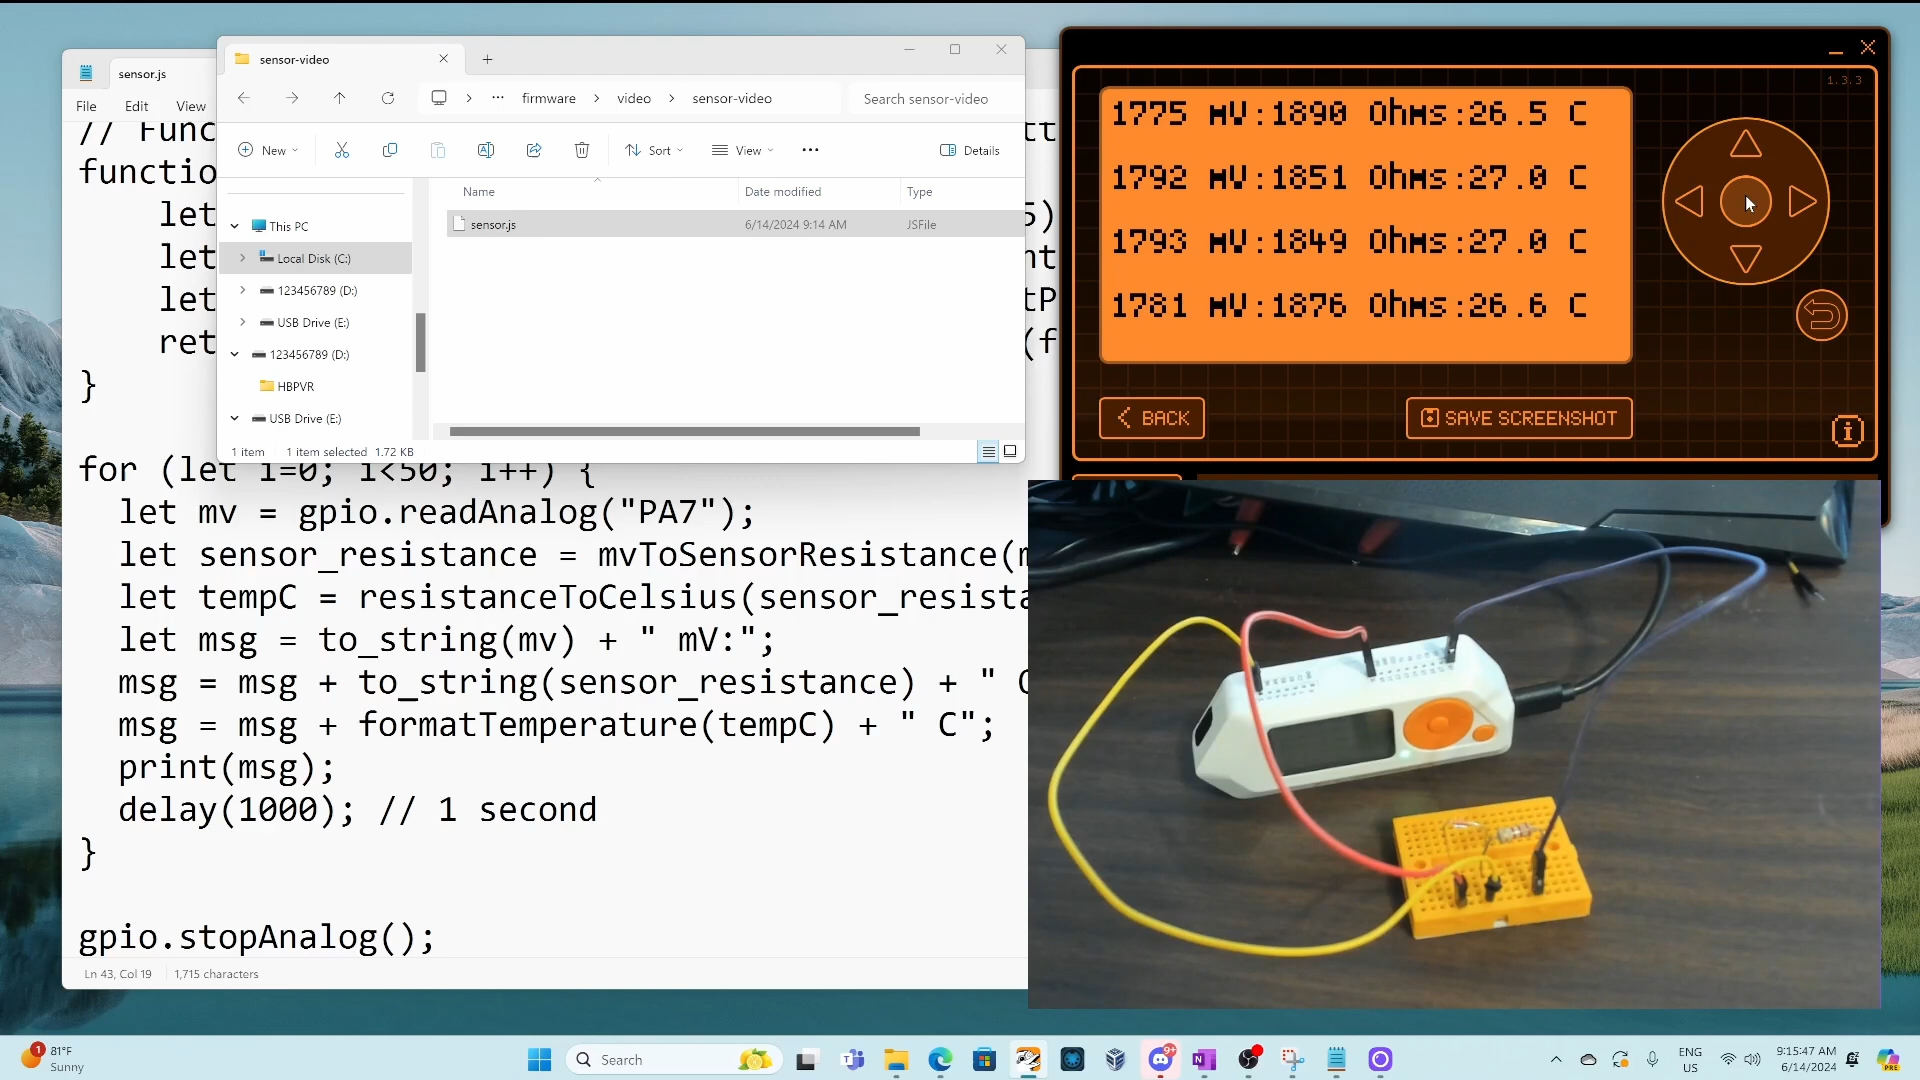 sensor-video
firmware > video > sensor-video
Search sensor-video
New
Sort
View
Details
Name
Date modified
Type
sensor.js
6/14/2024 9:14 AM
JSFile
This PC
Local Disk (C:)
123456789 (D:)
USB Drive (E:)
123456789 (D:)
HBPVR
USB Drive (E:)
1 item
1 item selected 1.72 KB
sensor.js
File
Edit
View
// Func
functio
let
let
let
ret
}
for (let i=0; i<50; i++) {
let mv = gpio.readAnalog("PA7");
let sensor_resistance = mvToSensorResistance(
let tempC = resistanceToCelsius(sensor_resista
let msg = to_string(mv) + " mV:";
msg = msg + to_string(sensor_resistance) + "
msg = msg + formatTemperature(tempC) + " C";
print(msg);
delay(1000); // 1 second
}
gpio.stopAnalog();
Ln 43, Col 19
1,715 characters
1.3.3
1775 mV:1890 Ohms:26.5 C
1792 mV:1851 Ohms:27.0 C
1793 mV:1849 Ohms:27.0 C
1781 mV:1876 Ohms:26.6 C
BACK
SAVE SCREENSHOT
1
81°F
Sunny
Search
9+
ENG
US
9:15:47 AM
6/14/2024
PRE